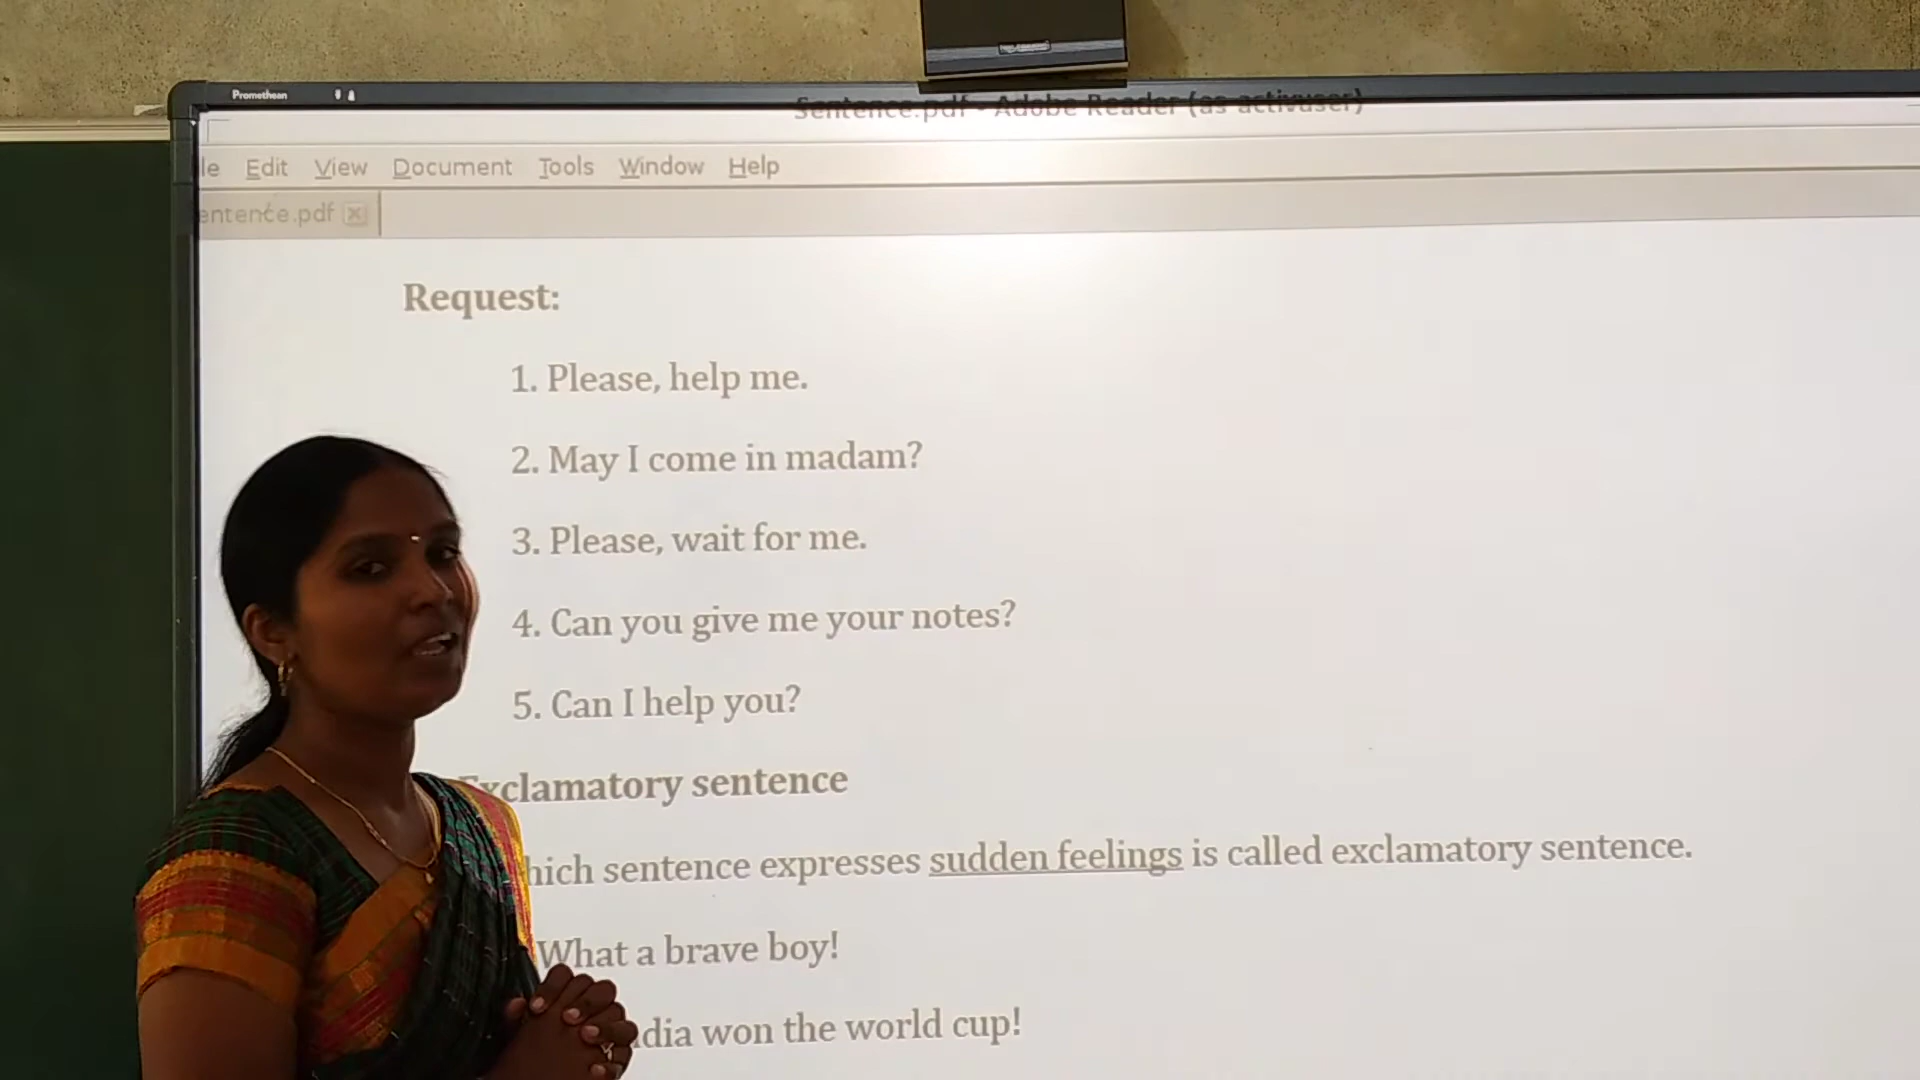 Promethean
Sentence.pdf - Adobe Reader (as activuser)
le Edit View Document Tools Window Help
entence.pdf
Request:
1. Please, help me.
2. May I come in madam?
3. Please, wait for me.
4. Can you give me your notes?
5. Can I help you?
Exclamatory sentence
hich sentence expresses sudden feelings is called exclamatory sentence.
What a brave boy!
dia won the world cup!